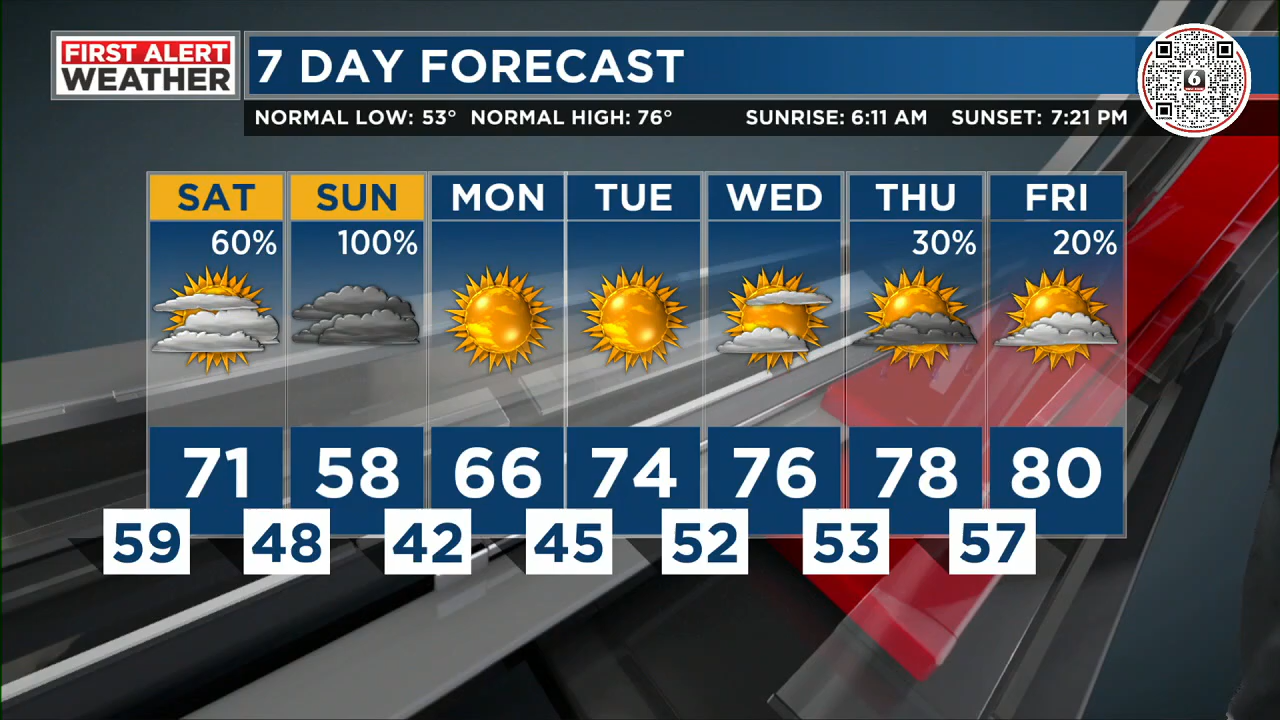 FIRST ALERT
WEATHER
7 DAY FORECAST
NORMAL LOW: 53° NORMAL HIGH: 76° SUNRISE: 6:11 AM SUNSET: 7:21 PM
6
SAT SUN MON TUE WED THU FRI
60% 100% 30% 20%
71 58 66 74 76 78 80
59 48 42 45 52 53 57